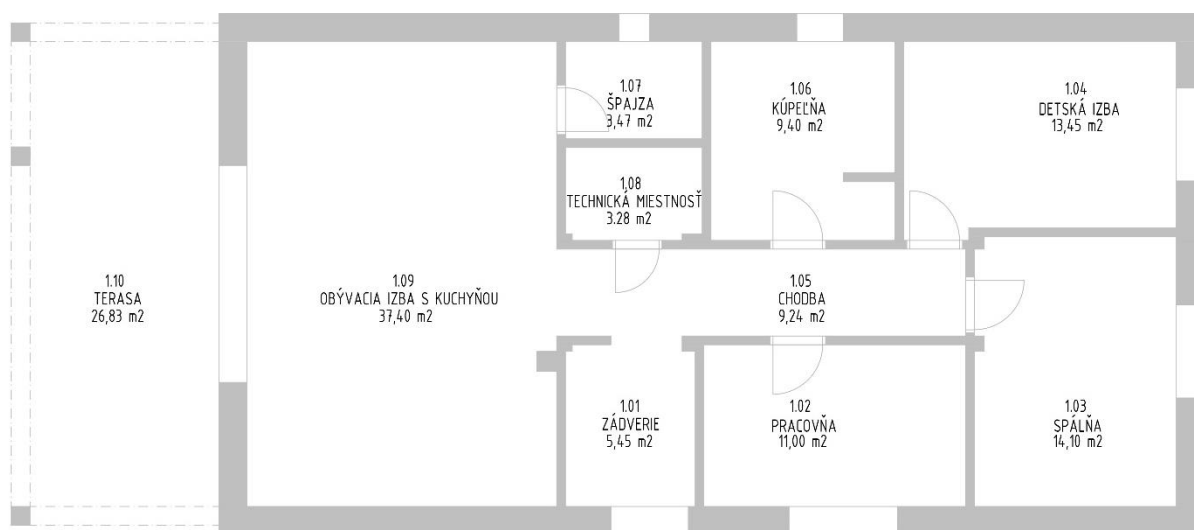 1.07
ŠPAJZA
3,47 m2
1.06
KÚPEĽŇA
9,40 m2
1.04
DETSKÁ IZBA
13,45 m2
1.08
TECHNICKÁ MIESTNOSŤ
3.28 m2
1.10
TERASA
26,83 m2
1.09
OBÝVACIA IZBA S KUCHYŇOU
37,40 m2
1.05
CHODBA
9,24 m2
1.01
ZÁDVERIE
5,45 m2
1.02
PRACOVŇA
11,00 m2
1.03
SPÁLŇA
14,10 m2